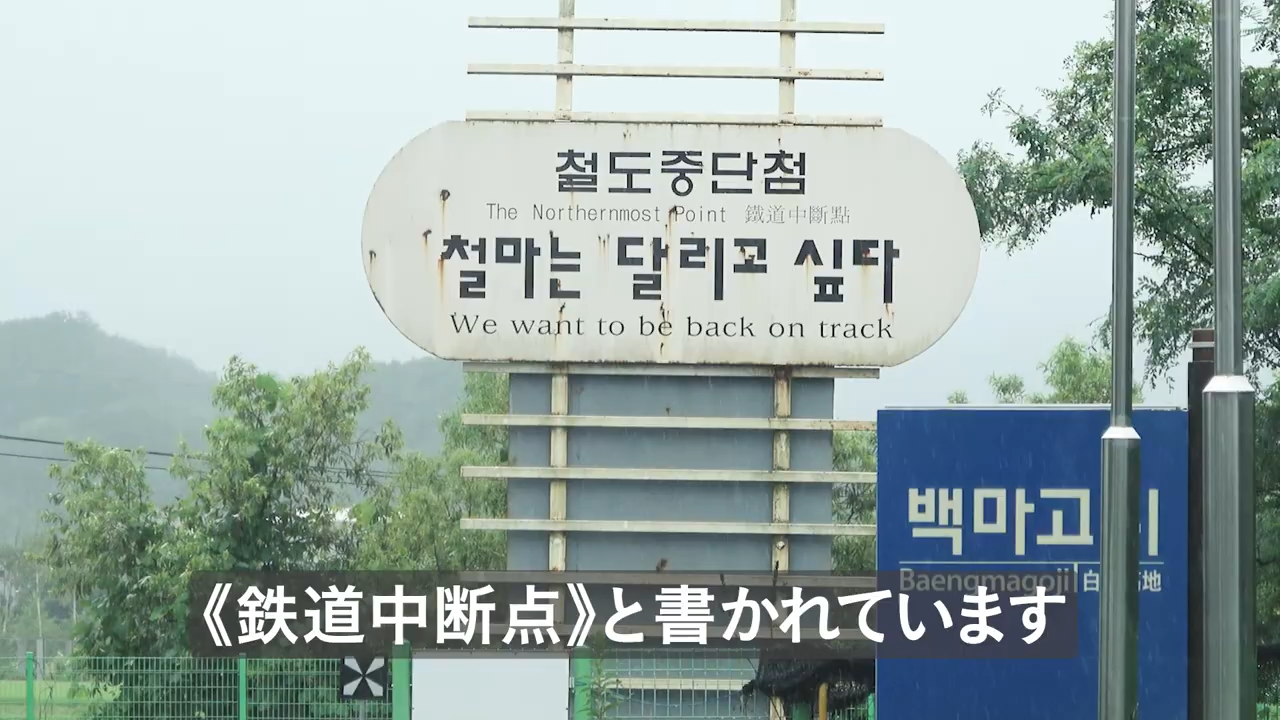 철도중단점
The Northernmost Point 鐵道中斷點
철마는 달리고 싶다
We want to be back on track
백마고
Baengmagoji
《鉄道中断点》と書かれています